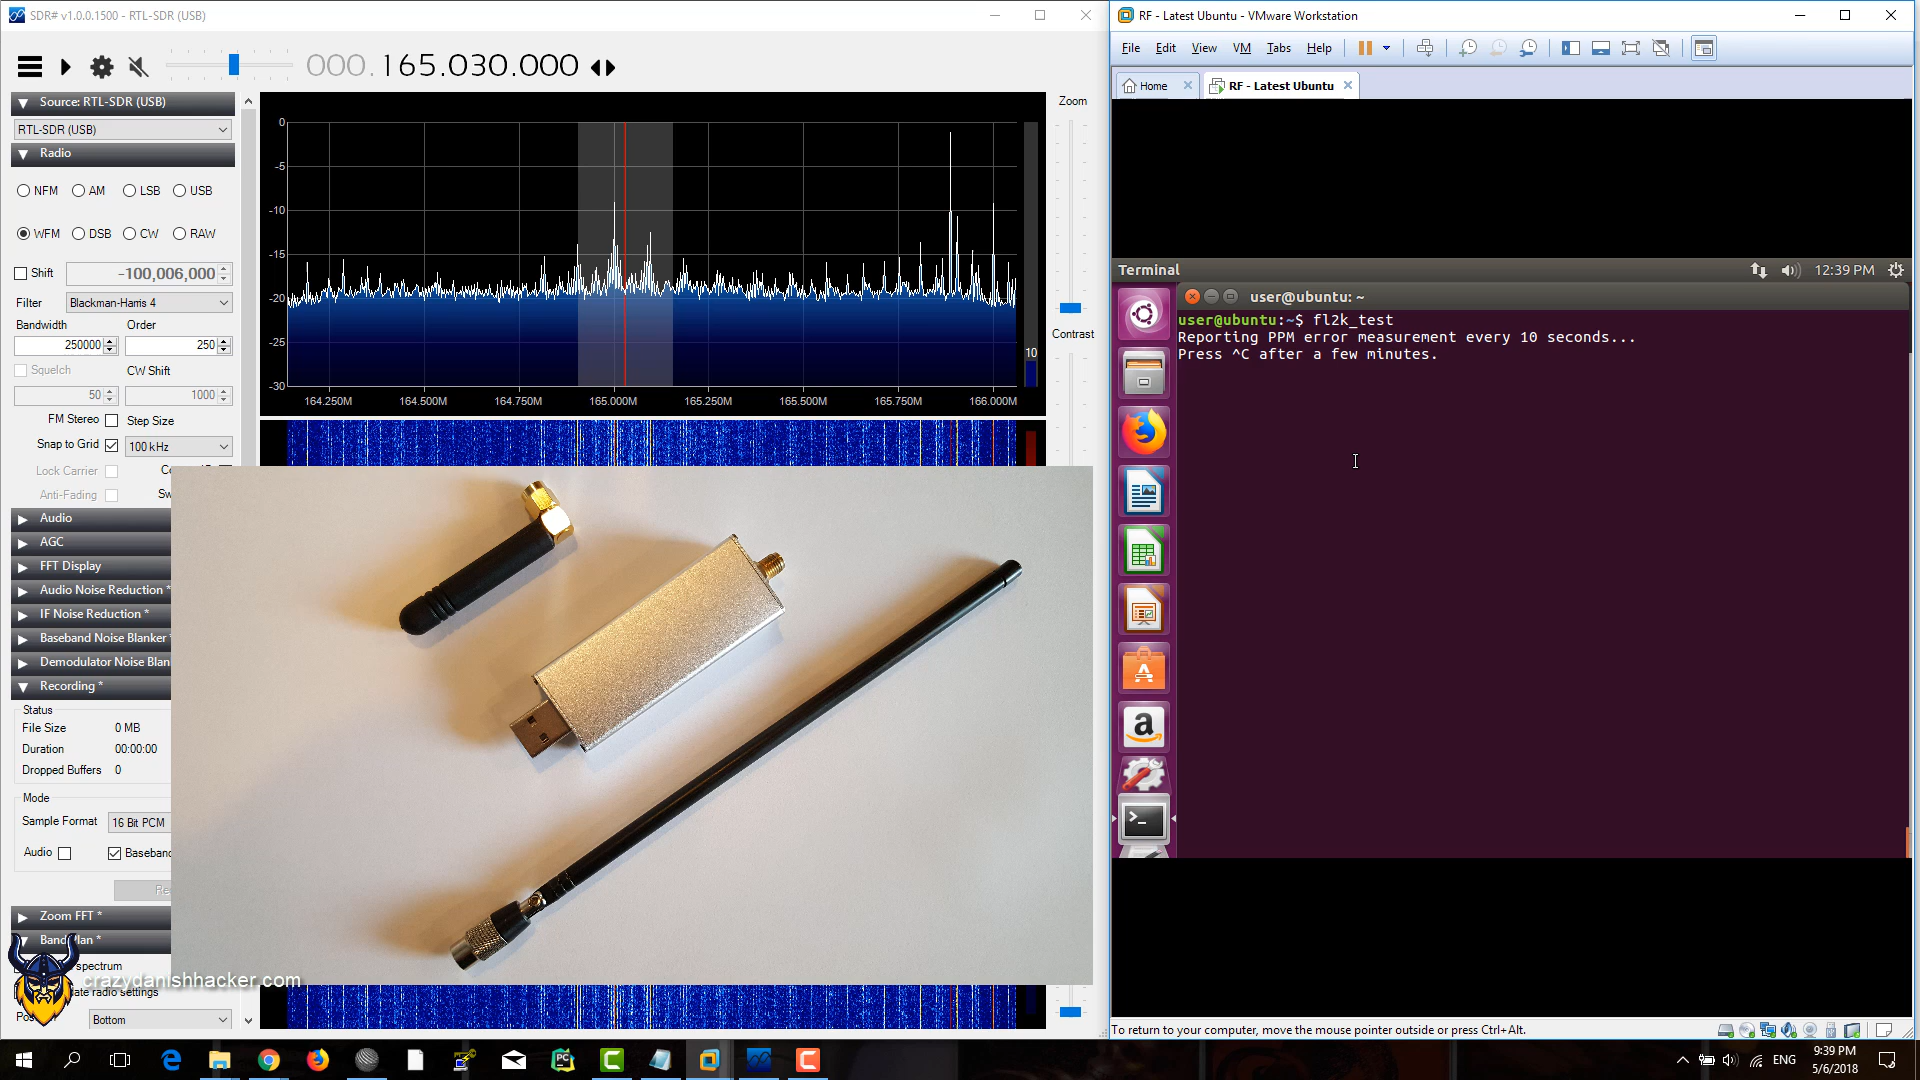 SDR# v1.0.0.1500 - RTL-SDR (USB)
000.165.030.000
Source: RTL-SDR (USB)
RTL-SDR (USB)
Radio
NFM AM LSB USB
WFM DSB CW RAW
Shift -100,006,000
Filter Blackman-Harris 4
Bandwidth Order
250000 250
Squelch CW Shift
50 1000
FM Stereo Step Size
Snap to Grid 100 kHz
Lock Carrier
Anti-Fading
Audio
AGC
FFT Display
Audio Noise Reduction *
IF Noise Reduction *
Baseband Noise Blanker *
Demodulator Noise Blan
Recording *
Status
File Size 0 MB
Duration 00:00:00
Dropped Buffers 0
Mode
Sample Format 16 Bit PCM
Audio Baseband
Zoom FFT *
Band Plan *
spectrum
crazydanishhacker.com
date radio settings
Bottom
0
-5
-10
-15
-20
-25
-30
164.250M 164.500M 164.750M 165.000M 165.250M 165.500M 165.750M 166.000M
10
Zoom
Contrast
RF - Latest Ubuntu - VMware Workstation
File Edit View VM Tabs Help
Home RF - Latest Ubuntu
Terminal 12:39 PM
user@ubuntu: ~
user@ubuntu:~$ fl2k_test
Reporting PPM error measurement every 10 seconds...
Press ^C after a few minutes.
To return to your computer, move the mouse pointer outside or press Ctrl+Alt.
ENG
9:39 PM
5/6/2018